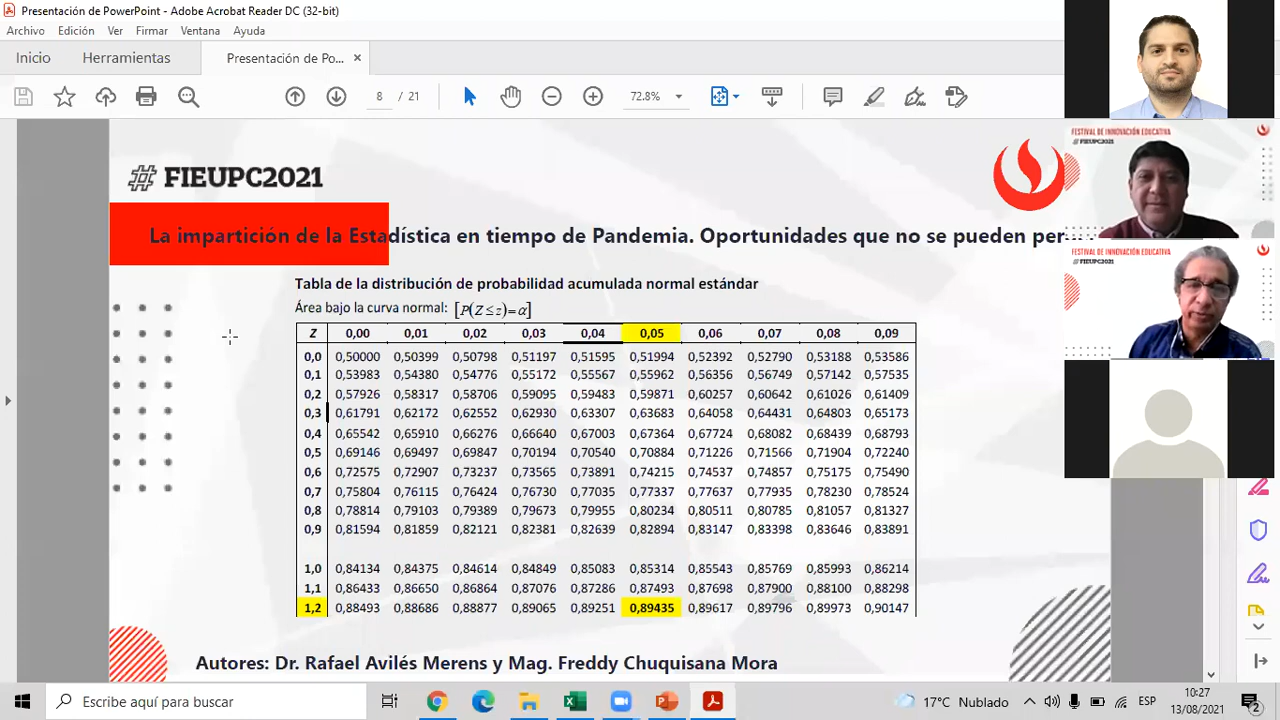 Presentación de PowerPoint - Adobe Acrobat Reader DC (32-bit)
Archivo Edición Ver Firmar Ventana Ayuda
Inicio Herramientas Presentación de Po... ×
8 / 21 72.8%
# FIEUPC2021
La impartición de la Estadística en tiempo de Pandemia. Oportunidades que no se pueden per
Tabla de la distribución de probabilidad acumulada normal estándar
Área bajo la curva normal: [P(Z≤z)=α]
Z 0,00 0,01 0,02 0,03 0,04 0,05 0,06 0,07 0,08 0,09
0,0 0,50000 0,50399 0,50798 0,51197 0,51595 0,51994 0,52392 0,52790 0,53188 0,53586
0,1 0,53983 0,54380 0,54776 0,55172 0,55567 0,55962 0,56356 0,56749 0,57142 0,57535
0,2 0,57926 0,58317 0,58706 0,59095 0,59483 0,59871 0,60257 0,60642 0,61026 0,61409
0,3 0,61791 0,62172 0,62552 0,62930 0,63307 0,63683 0,64058 0,64431 0,64803 0,65173
0,4 0,65542 0,65910 0,66276 0,66640 0,67003 0,67364 0,67724 0,68082 0,68439 0,68793
0,5 0,69146 0,69497 0,69847 0,70194 0,70540 0,70884 0,71226 0,71566 0,71904 0,72240
0,6 0,72575 0,72907 0,73237 0,73565 0,73891 0,74215 0,74537 0,74857 0,75175 0,75490
0,7 0,75804 0,76115 0,76424 0,76730 0,77035 0,77337 0,77637 0,77935 0,78230 0,78524
0,8 0,78814 0,79103 0,79389 0,79673 0,79955 0,80234 0,80511 0,80785 0,81057 0,81327
0,9 0,81594 0,81859 0,82121 0,82381 0,82639 0,82894 0,83147 0,83398 0,83646 0,83891
1,0 0,84134 0,84375 0,84614 0,84849 0,85083 0,85314 0,85543 0,85769 0,85993 0,86214
1,1 0,86433 0,86650 0,86864 0,87076 0,87286 0,87493 0,87698 0,87900 0,88100 0,88298
1,2 0,88493 0,88686 0,88877 0,89065 0,89251 0,89435 0,89617 0,89796 0,89973 0,90147
Autores: Dr. Rafael Avilés Merens y Mag. Freddy Chuquisana Mora
FESTIVAL DE INNOVACIÓN EDUCATIVA
# FIEUPC2021
FESTIVAL DE INNOVACIÓN EDUCATIVA
# FIEUPC2021
Escribe aquí para buscar
17°C Nublado ESP 10:27
13/08/2021 2